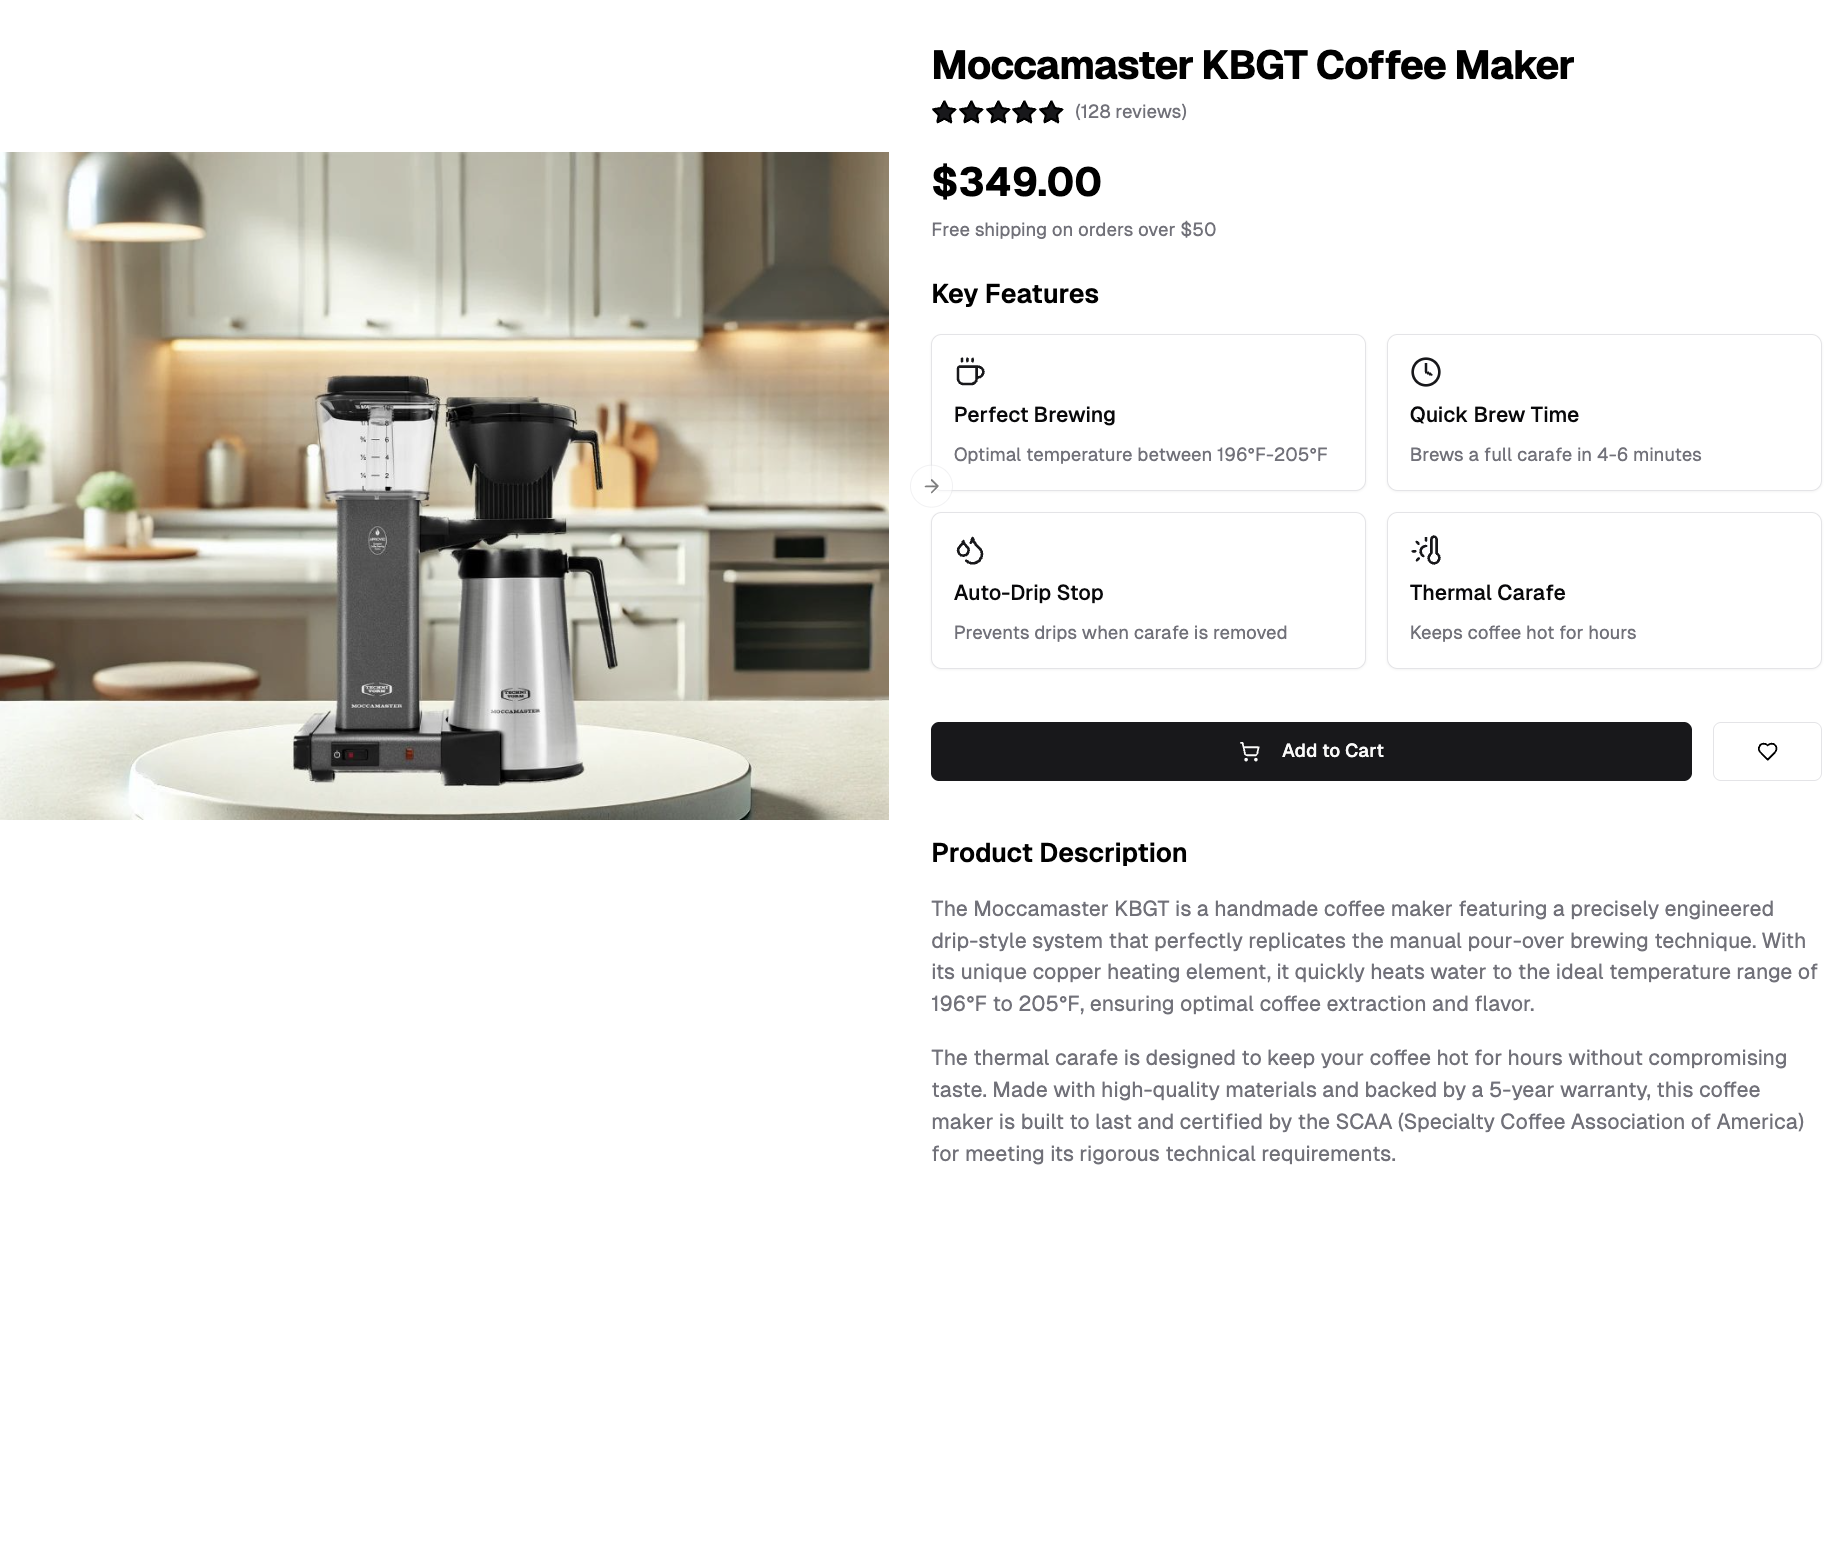 Moccamaster KBGT Coffee Maker
(128 reviews)
$349.00
Free shipping on orders over $50
Key Features
Perfect Brewing
Optimal temperature between 196°F-205°F
Quick Brew Time
Brews a full carafe in 4-6 minutes
Auto-Drip Stop
Prevents drips when carafe is removed
Thermal Carafe
Keeps coffee hot for hours
Add to Cart
Product Description
The Moccamaster KBGT is a handmade coffee maker featuring a precisely engineered
drip-style system that perfectly replicates the manual pour-over brewing technique. With
its unique copper heating element, it quickly heats water to the ideal temperature range of
196°F to 205°F, ensuring optimal coffee extraction and flavor.
The thermal carafe is designed to keep your coffee hot for hours without compromising
taste. Made with high-quality materials and backed by a 5-year warranty, this coffee
maker is built to last and certified by the SCAA (Specialty Coffee Association of America)
for meeting its rigorous technical requirements.
8
6
4
2
TECHNI
VORM
MOCCAMASTER
TECHNI
VORM
MOCCAMASTER